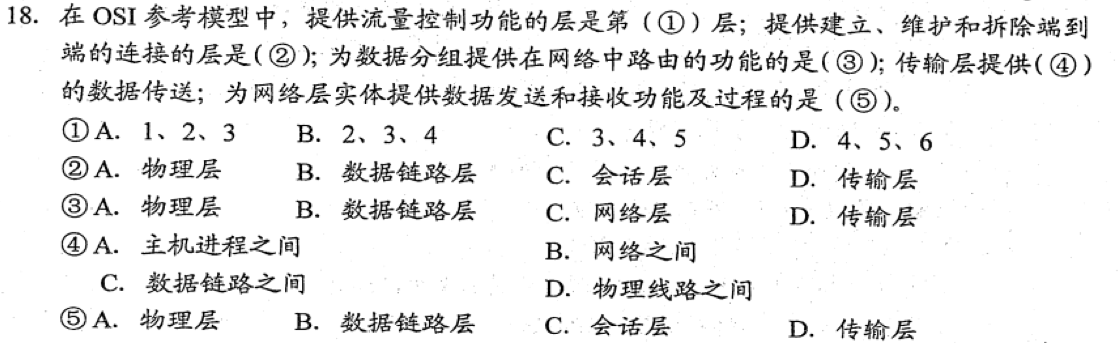 18. 在 OSI 参考模型中，提供流量控制功能的层是第（①）层；提供建立、维护和拆除端到
端的连接的层是(②)；为数据分组提供在网络中路由的功能的是(③)；传输层提供(④)
的数据传送；为网络层实体提供数据发送和接收功能及过程的是（⑤）。
① A. 1、2、3 B. 2、3、4 C. 3、4、5 D. 4、5、6
② A. 物理层 B. 数据链路层 C. 会话层 D. 传输层
③ A. 物理层 B. 数据链路层 C. 网络层 D. 传输层
④ A. 主机进程之间 B. 网络之间
C. 数据链路之间 D. 物理线路之间
⑤ A. 物理层 B. 数据链路层 C. 会话层 D. 传输层